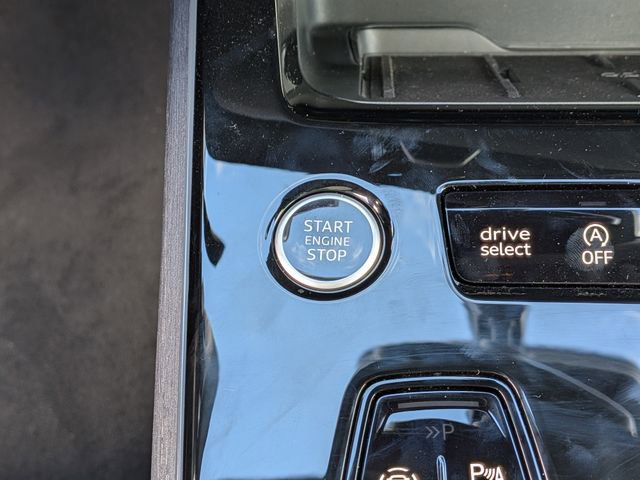 START
ENGINE
STOP
drive
select
A
OFF
»P
P
A